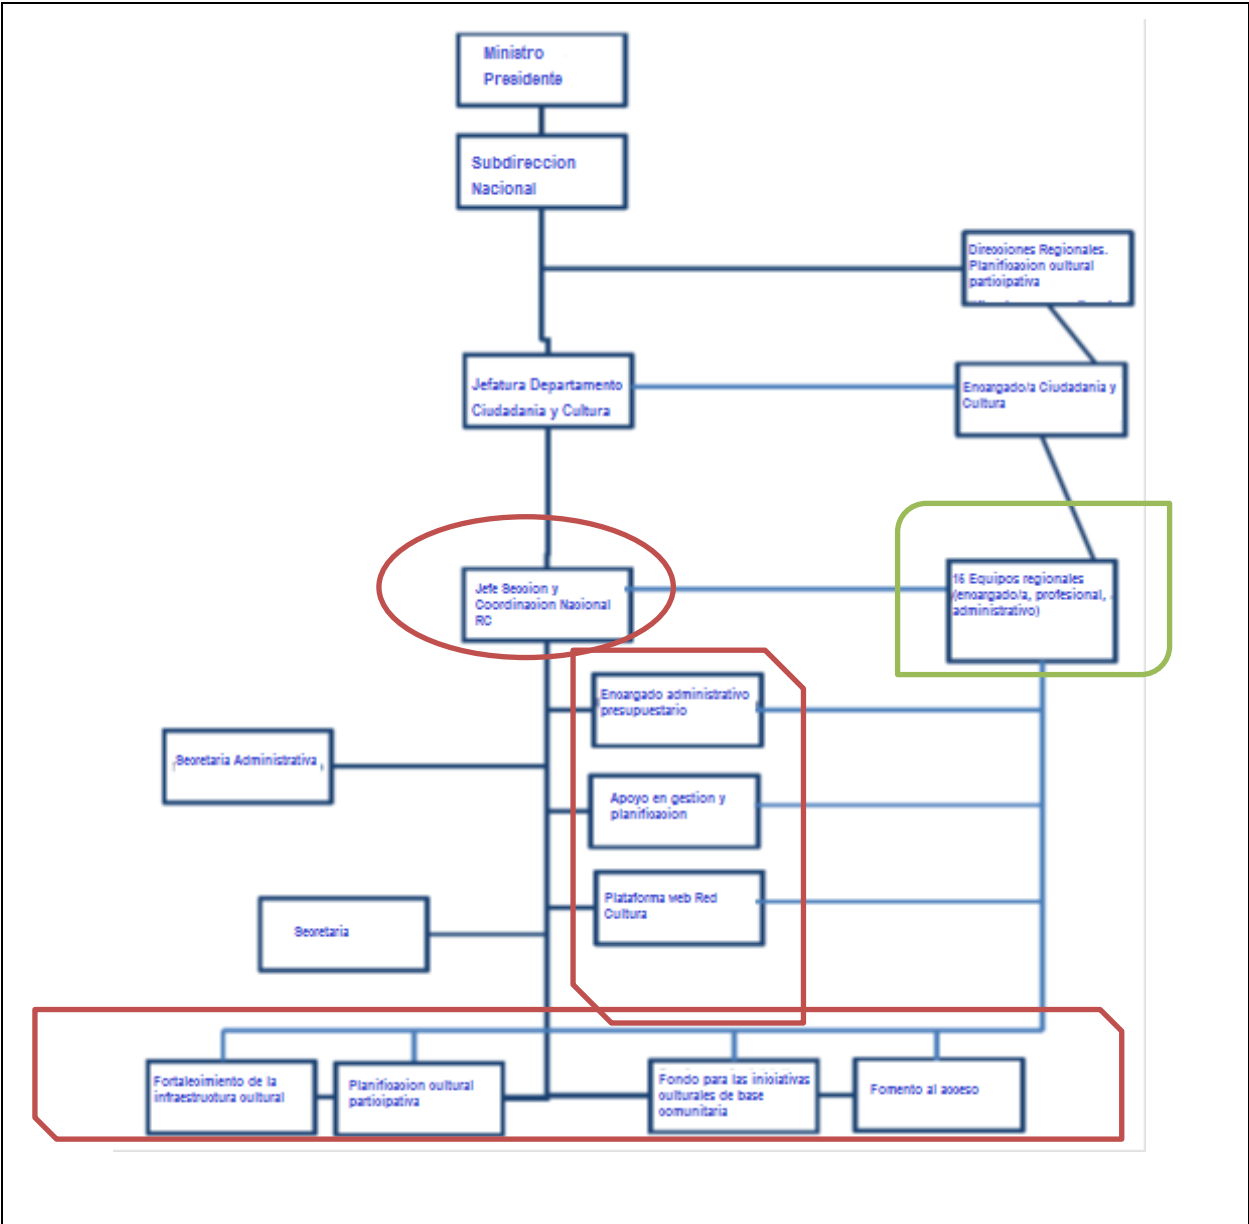 Ministro
Presidente
Subdireccion
Nacional
Direcciones Regionales.
Planificacion cultural
participativa
Jefatura Departamento
Ciudadania y Cultura
Encargado/a Ciudadania y
Cultura
Jefe Seccion y
Coordinacion Nacional
RC
16 Equipos regionales
(encargado/a, profesional,
administrativo)
Encargado administrativo
presupuestario
Secretaria Administrativa
Apoyo en gestion y
planificacion
Plataforma web Red
Cultura
Secretaria
Fortalecimiento de la
infraestructura cultural
Planificacion cultural
participativa
Fondo para las iniciativas
culturales de base
comunitaria
Fomento al acceso